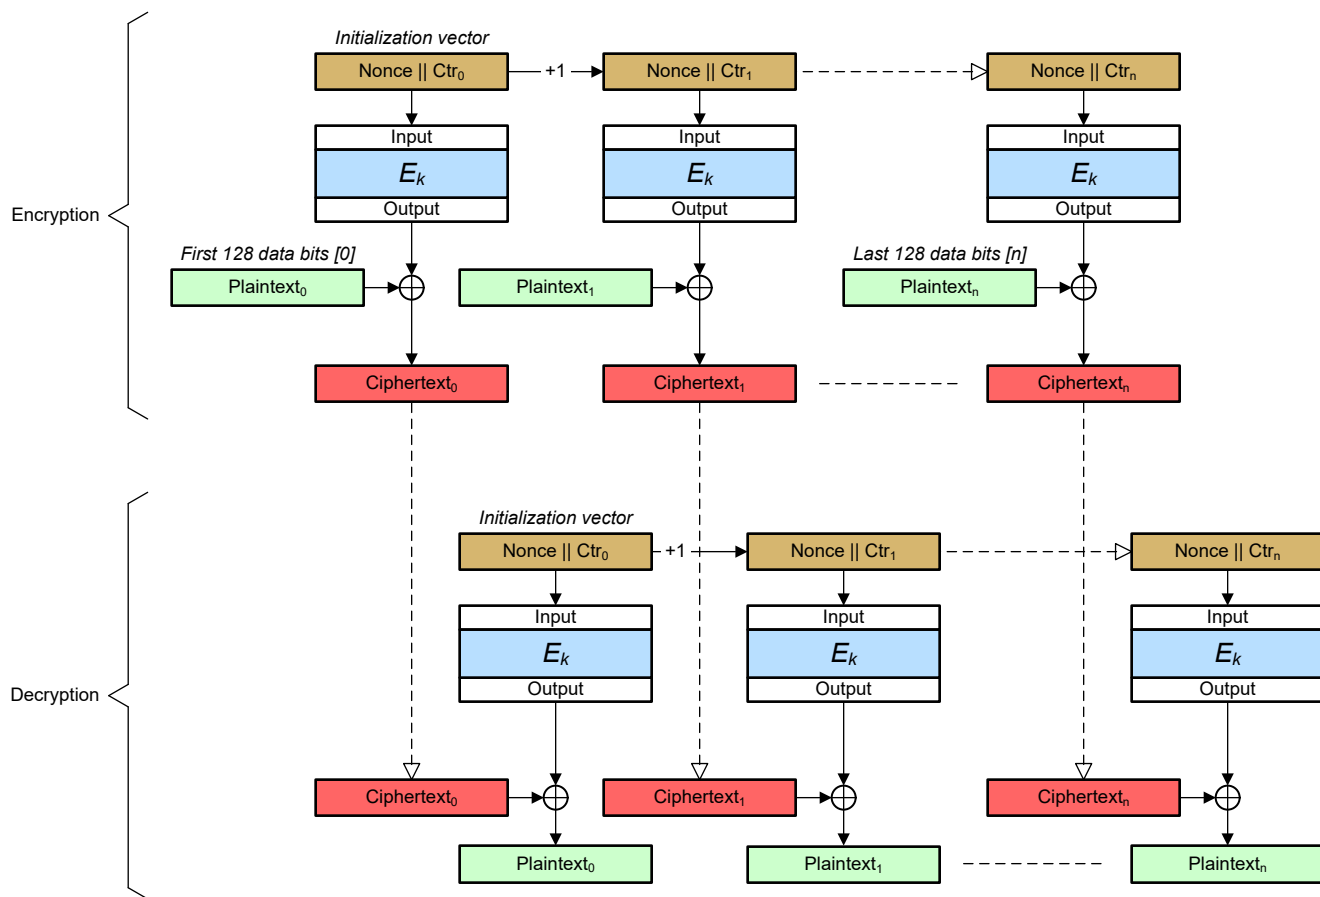 Initialization vector
Nonce || Ctr₀ +1 Nonce || Ctr₁ Nonce || Ctrₙ
Input Input Input
Eₖ Eₖ Eₖ
Encryption
Output Output Output
First 128 data bits [0] Last 128 data bits [n]
Plaintext₀ Plaintext₁ Plaintextₙ
Ciphertext₀ Ciphertext₁ Ciphertextₙ
Initialization vector
Nonce || Ctr₀ +1 Nonce || Ctr₁ Nonce || Ctrₙ
Input Input Input
Eₖ Eₖ Eₖ
Decryption
Output Output Output
Ciphertext₀ Ciphertext₁ Ciphertextₙ
Plaintext₀ Plaintext₁ Plaintextₙ